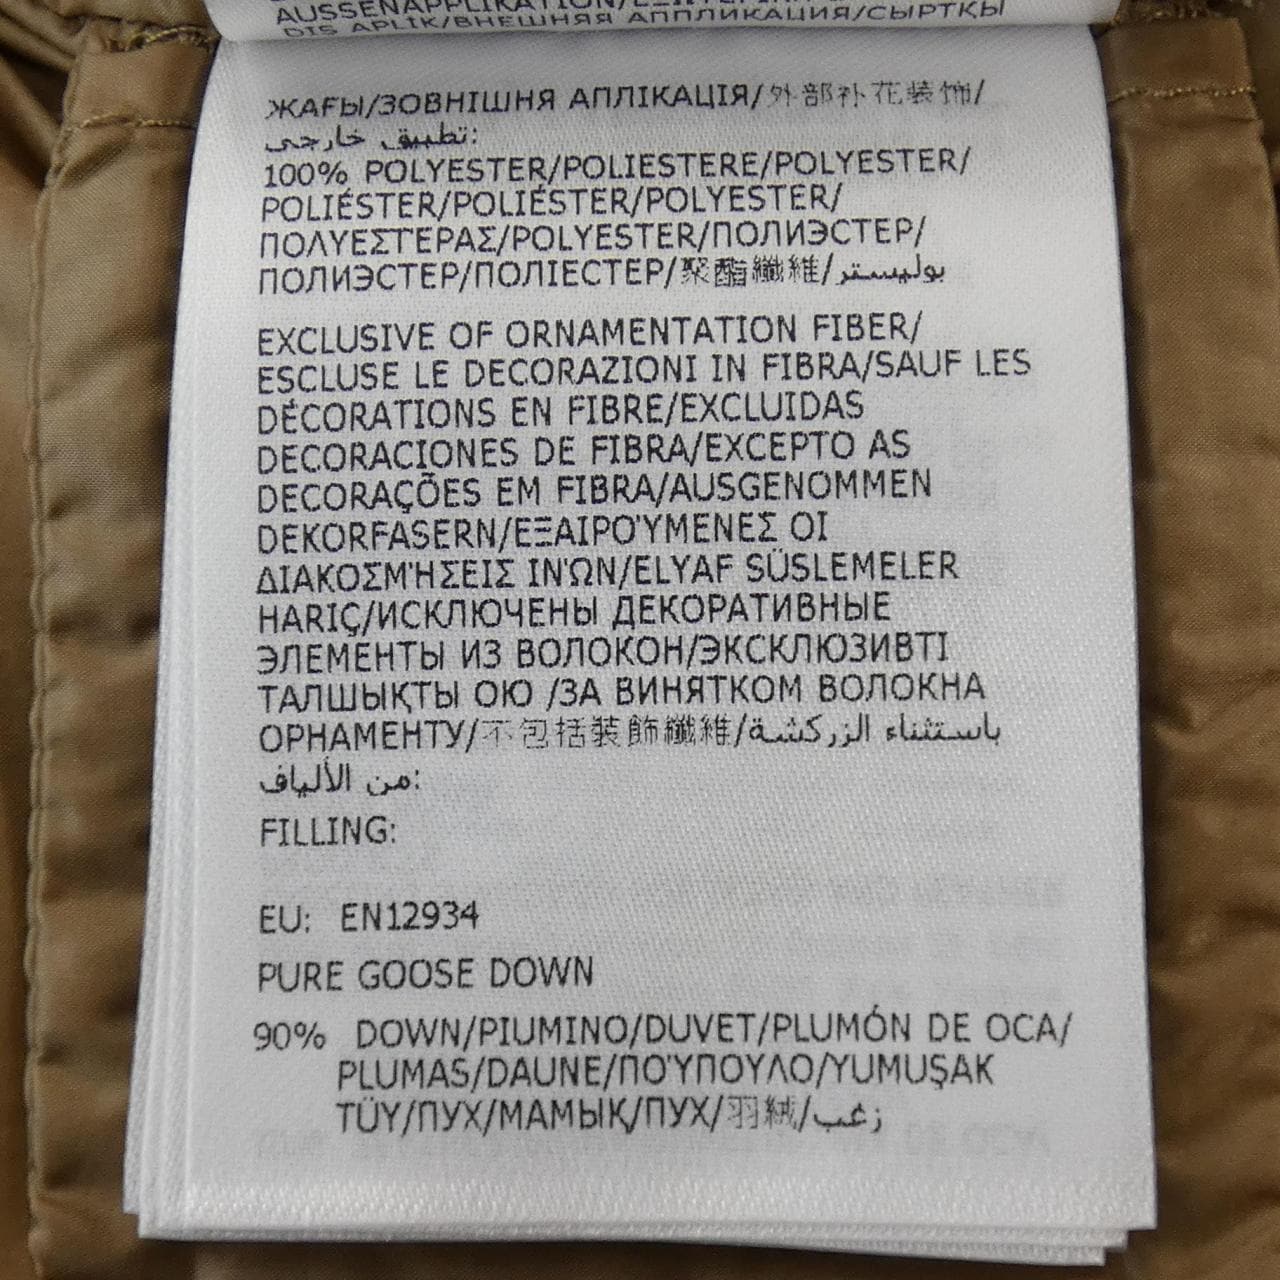 AUSSENAPPLIKATION/
DIŞ APLİK/ВНЕШНЯЯ АППЛИКАЦИЯ/СЫРТҚЫ
ЖАҒЫ/ЗОВНІШНЯ АПЛІКАЦІЯ/外部补花装饰/
تطبيق خارجي:
100% POLYESTER/POLIESTERE/POLYESTER/
POLIÉSTER/POLIÉSTER/POLYESTER/
ΠΟΛΥΕΣΤΕΡΑΣ/POLYESTER/ПОЛИЭСТЕР/
ПОЛИЭСТЕР/ПОЛІЕСТЕР/聚酯纖維/بوليستر
EXCLUSIVE OF ORNAMENTATION FIBER/
ESCLUSE LE DECORAZIONI IN FIBRA/SAUF LES
DÉCORATIONS EN FIBRE/EXCLUIDAS
DECORACIONES DE FIBRA/EXCEPTO AS
DECORAÇÕES EM FIBRA/AUSGENOMMEN
DEKORFASERN/ΕΞΑΙΡΟΎΜΕΝΕΣ ΟΙ
ΔΙΑΚΟΣΜΉΣΕΙΣ ΙΝΏΝ/ELYAF SÜSLEMELER
HARIÇ/ИСКЛЮЧЕНЫ ДЕКОРАТИВНЫЕ
ЭЛЕМЕНТЫ ИЗ ВОЛОКОН/ЭКСКЛЮЗИВТІ
ТАЛШЫҚТЫ ОЮ /ЗА ВИНЯТКОМ ВОЛОКНА
ОРНАМЕНТУ/不包括装飾纖維/باستثناء الزركشة
من الألياف:
FILLING:
EU: EN12934
PURE GOOSE DOWN
90% DOWN/PIUMINO/DUVET/PLUMÓN DE OCA/
PLUMAS/DAUNE/ΠΟΎΠΟΥΛΟ/YUMUŞAK
TÜY/ПУХ/МАМЫҚ/ПУХ/羽絨/زغب